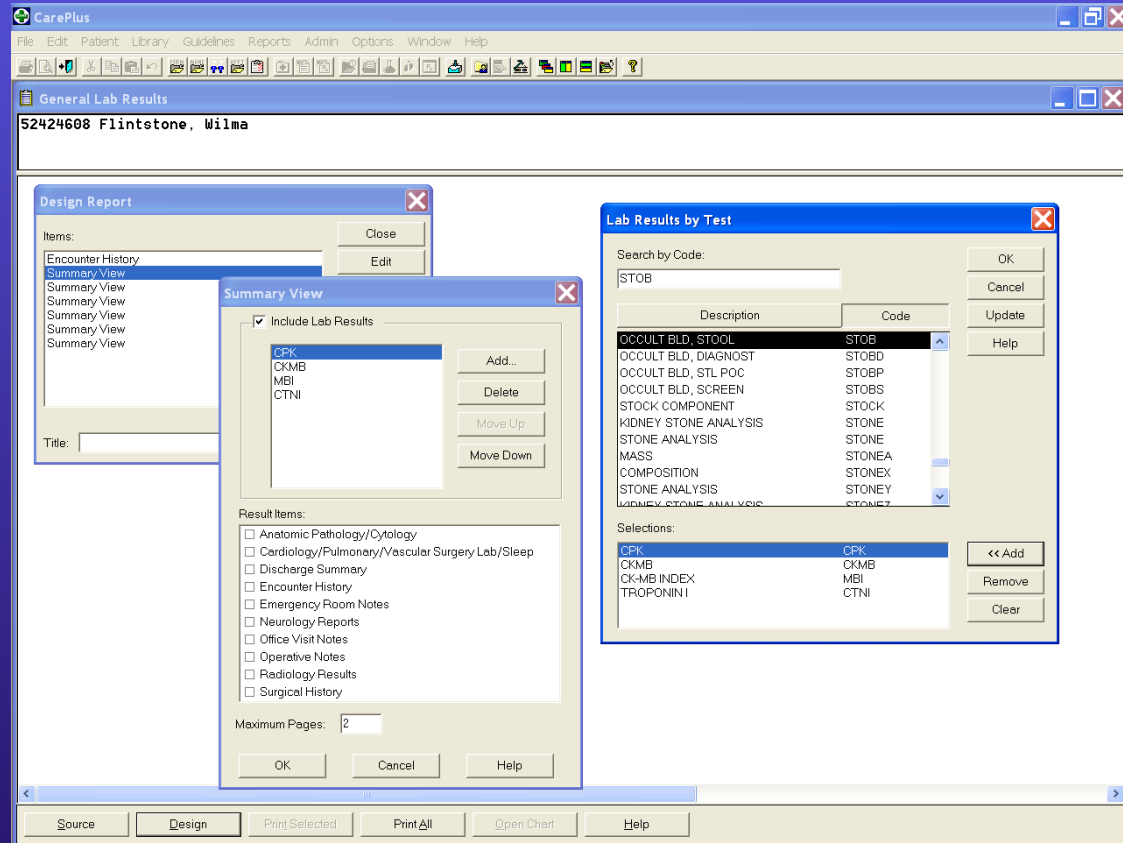 CarePlus
File Edit Patient Library Guidelines Reports Admin Options Window Help
General Lab Results
52424608 Flintstone, Wilma
Design Report
Items:
Encounter History
Summary View
Summary View
Summary View
Summary View
Summary View
Summary View
Close
Edit
Title:
Summary View
Include Lab Results
CPK
CKMB
MBI
CTNI
Add...
Delete
Move Up
Move Down
Result Items:
Anatomic Pathology/Cytology
Cardiology/Pulmonary/Vascular Surgery Lab/Sleep
Discharge Summary
Encounter History
Emergency Room Notes
Neurology Reports
Office Visit Notes
Operative Notes
Radiology Results
Surgical History
Maximum Pages: 2
OK Cancel Help
Lab Results by Test
Search by Code:
STOB
OK
Cancel
Update
Help
Description Code
OCCULT BLD, STOOL STOB
OCCULT BLD, DIAGNOST STOBD
OCCULT BLD, STL POC STOBP
OCCULT BLD, SCREEN STOBS
STOCK COMPONENT STOCK
KIDNEY STONE ANALYSIS STONE
STONE ANALYSIS STONE
MASS STONEA
COMPOSITION STONEX
STONE ANALYSIS STONEY
KIDNEY STONE ANALYSIS STONEZ
Selections:
CPK CPK
CKMB CKMB
CK-MB INDEX MBI
TROPONIN I CTNI
<< Add
Remove
Clear
Source Design Print Selected Print All Open Chart Help